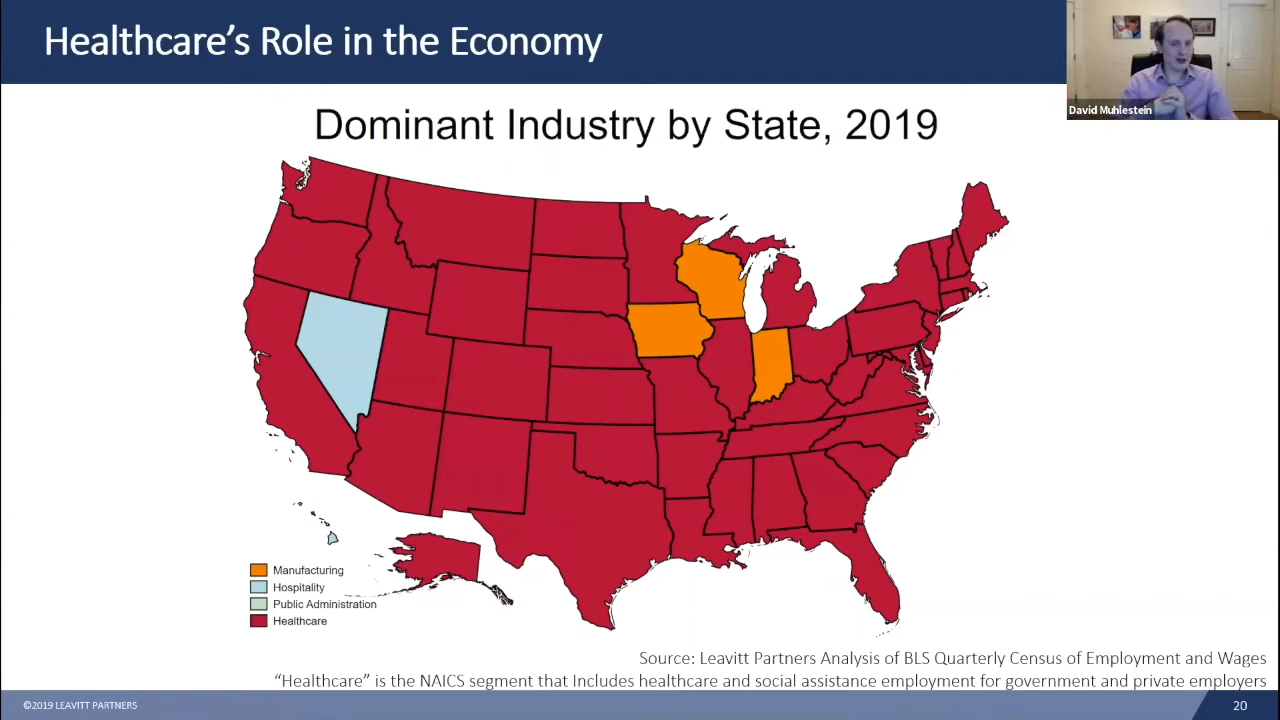 Healthcare’s Role in the Economy
David Muhlestein
Dominant Industry by State, 2019
Manufacturing
Hospitality
Public Administration
Healthcare
Source: Leavitt Partners Analysis of BLS Quarterly Census of Employment and Wages
“Healthcare” is the NAICS segment that Includes healthcare and social assistance employment for government and private employers
©2019 LEAVITT PARTNERS
20